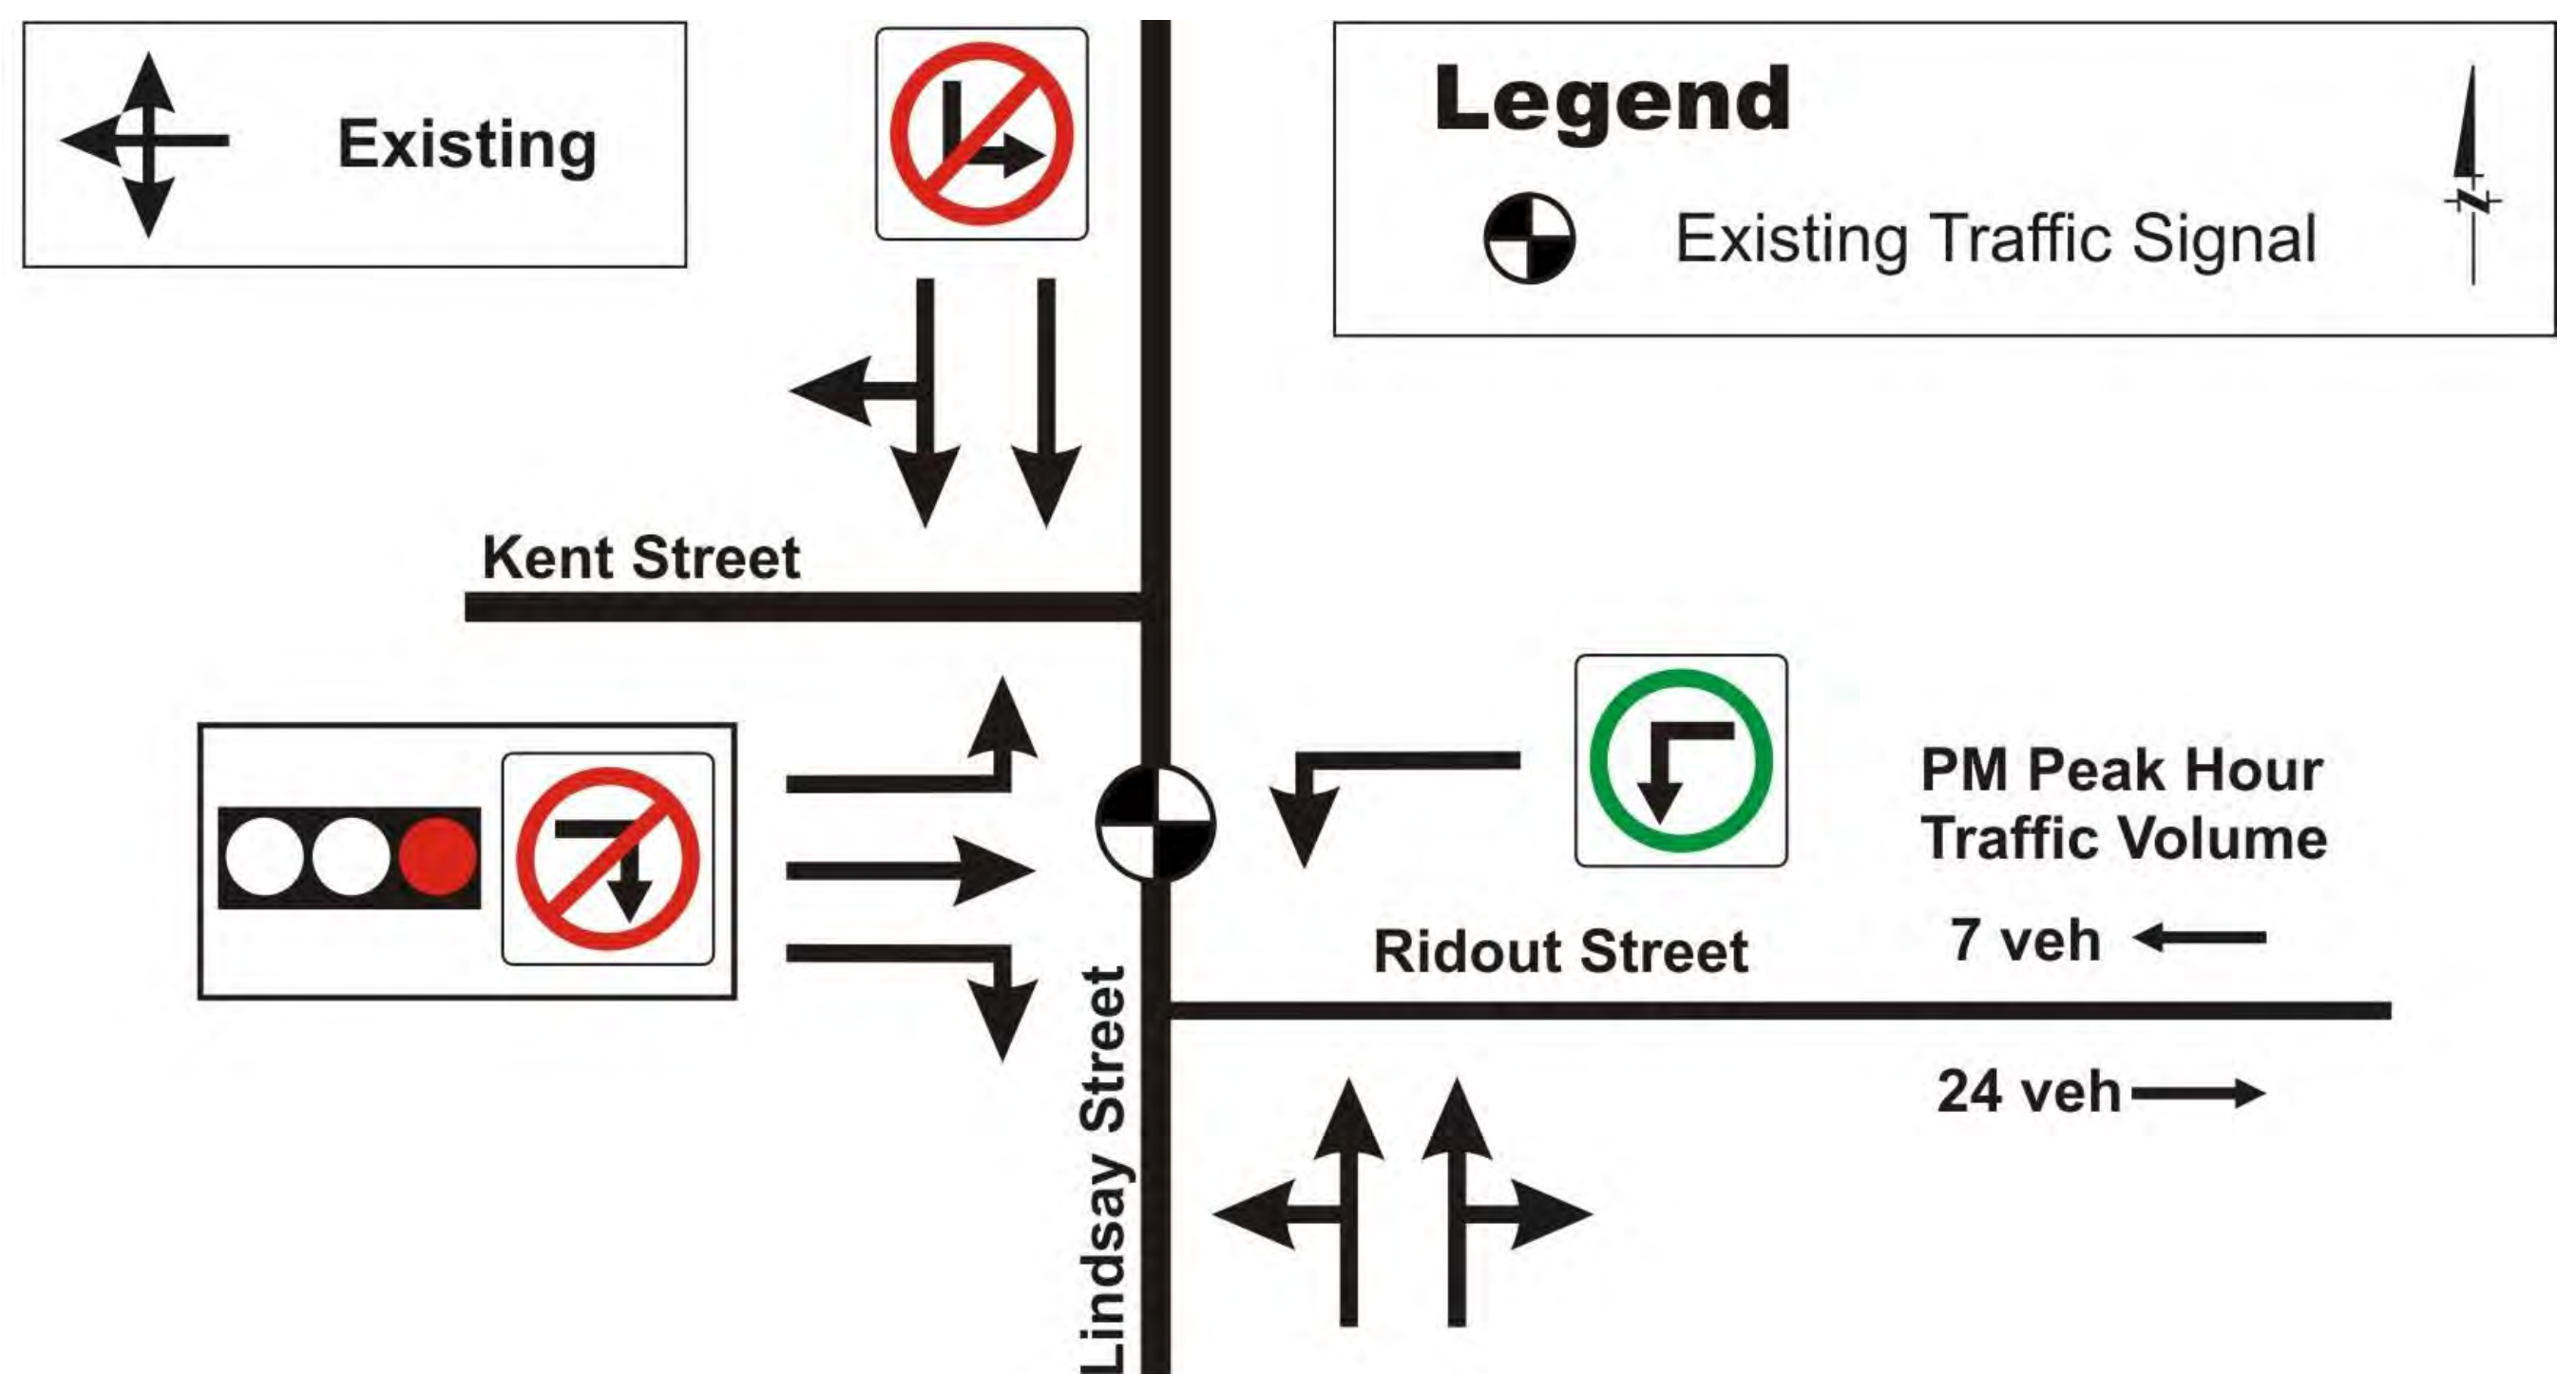 Existing
Legend
Existing Traffic Signal
Kent Street
PM Peak Hour
Traffic Volume
7 veh
Ridout Street
24 veh
Lindsay Street